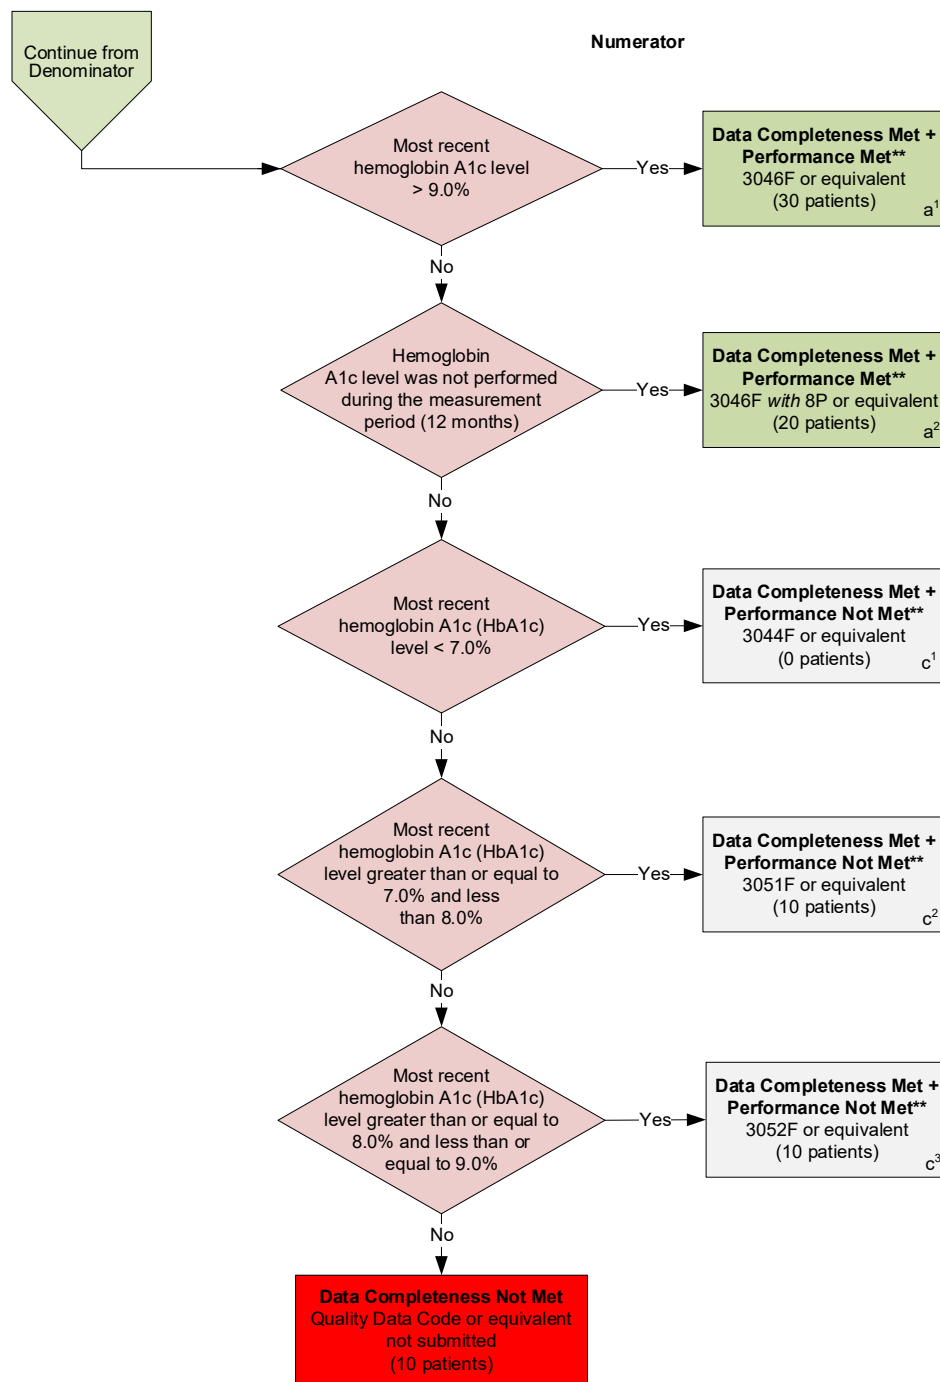 Numerator
Continue from
Denominator
Most recent
hemoglobin A1c level
> 9.0%
Yes
Data Completeness Met +
Performance Met**
3046F or equivalent
(30 patients)
a¹
No
Hemoglobin
A1c level was not performed
during the measurement
period (12 months)
Yes
Data Completeness Met +
Performance Met**
3046F with 8P or equivalent
(20 patients)
a²
No
Most recent
hemoglobin A1c (HbA1c)
level < 7.0%
Yes
Data Completeness Met +
Performance Not Met**
3044F or equivalent
(0 patients)
c¹
No
Most recent
hemoglobin A1c (HbA1c)
level greater than or equal to
7.0% and less
than 8.0%
Yes
Data Completeness Met +
Performance Not Met**
3051F or equivalent
(10 patients)
c²
No
Most recent
hemoglobin A1c (HbA1c)
level greater than or equal to
8.0% and less than or
equal to 9.0%
Yes
Data Completeness Met +
Performance Not Met**
3052F or equivalent
(10 patients)
c³
No
Data Completeness Not Met
Quality Data Code or equivalent
not submitted
(10 patients)